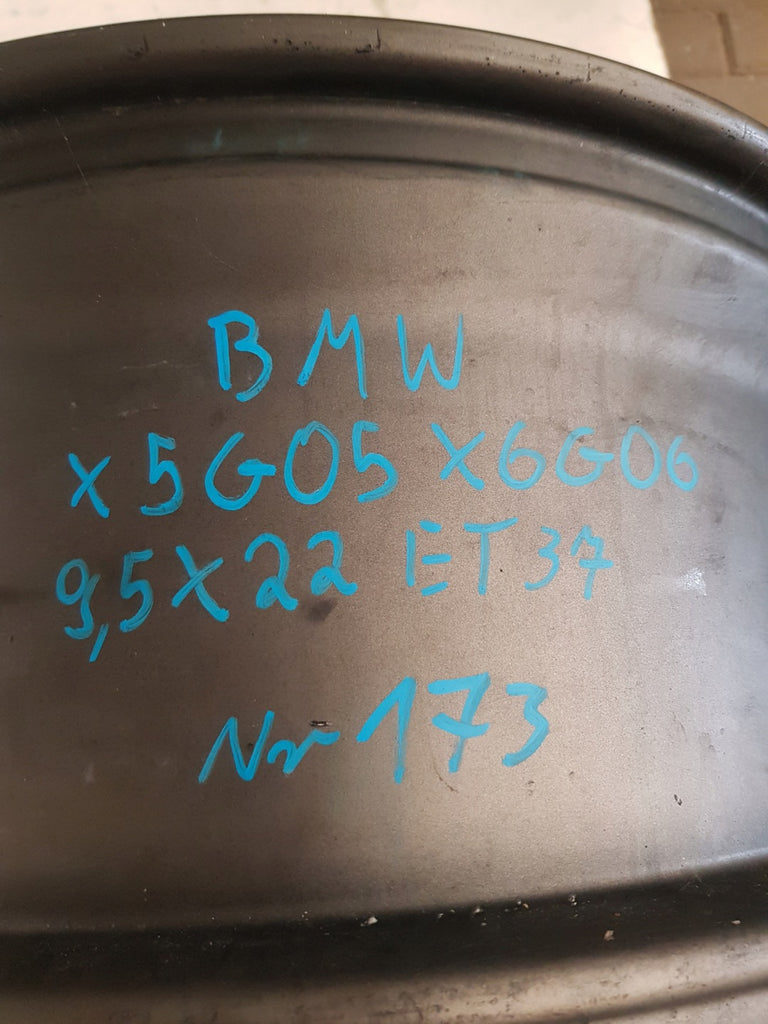 BMW
X5G05 X6G06
9,5X22 ET37
Nr 173